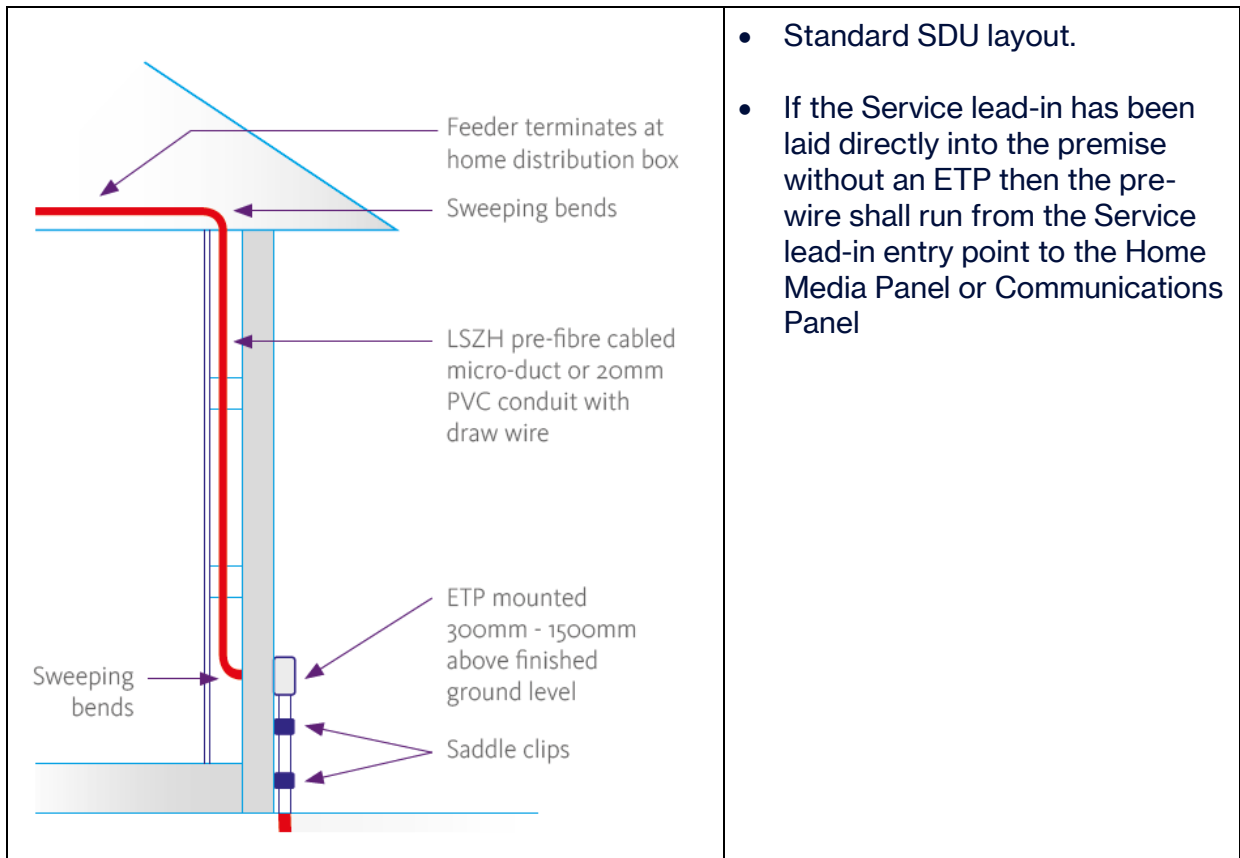 Feeder terminates at
home distribution box
Sweeping bends
LSZH pre-fibre cabled
micro-duct or 20mm
PVC conduit with
draw wire
ETP mounted
300mm - 1500mm
above finished
ground level
Sweeping
bends
Saddle clips
• Standard SDU layout.
• If the Service lead-in has been
laid directly into the premise
without an ETP then the pre-
wire shall run from the Service
lead-in entry point to the Home
Media Panel or Communications
Panel